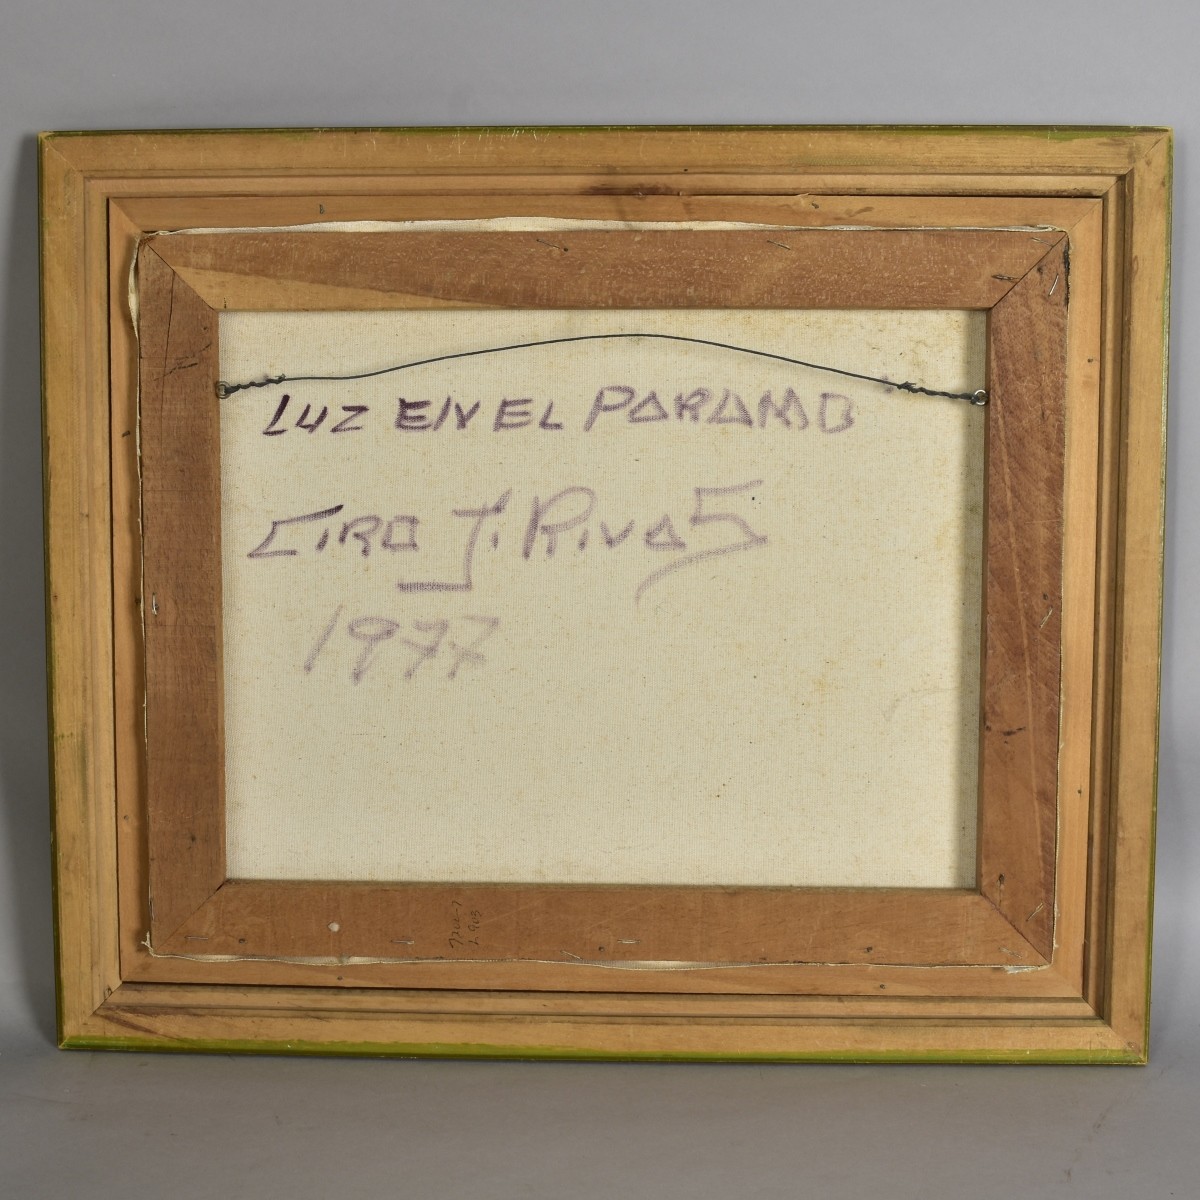 LUZ EN EL PARAMO
CIRO J. RIVAS
1977